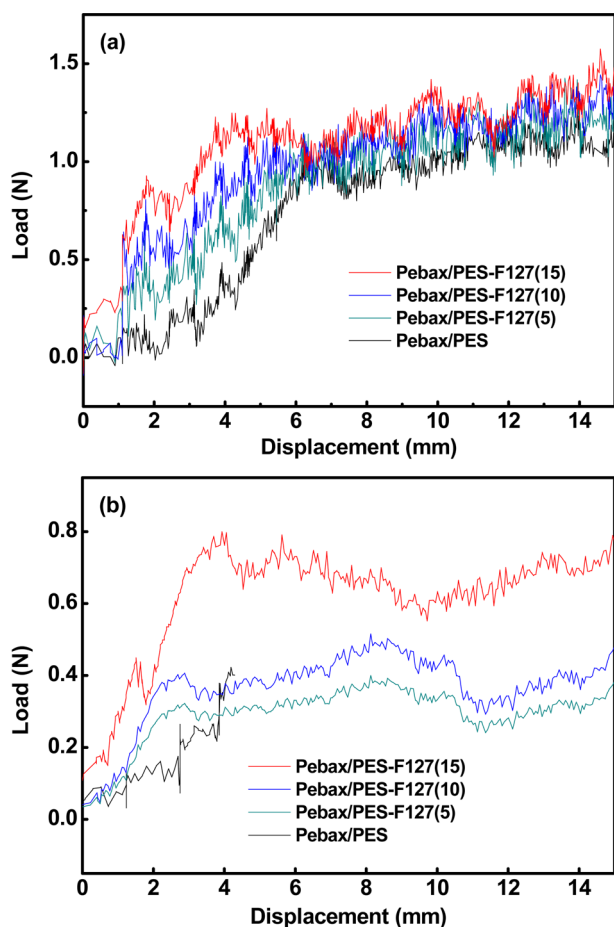 (a)
1.5
1.0
0.5
0.0
Load (N)
Pebax/PES-F127(15)
Pebax/PES-F127(10)
Pebax/PES-F127(5)
Pebax/PES
0 2 4 6 8 10 12 14
Displacement (mm)
(b)
0.8
0.6
0.4
0.2
0.0
Load (N)
Pebax/PES-F127(15)
Pebax/PES-F127(10)
Pebax/PES-F127(5)
Pebax/PES
0 2 4 6 8 10 12 14
Displacement (mm)